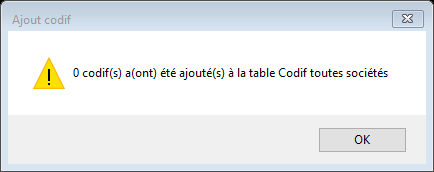 Ajout codif
0 codif(s) a(ont) été ajouté(s) à la table Codif toutes sociétés
OK